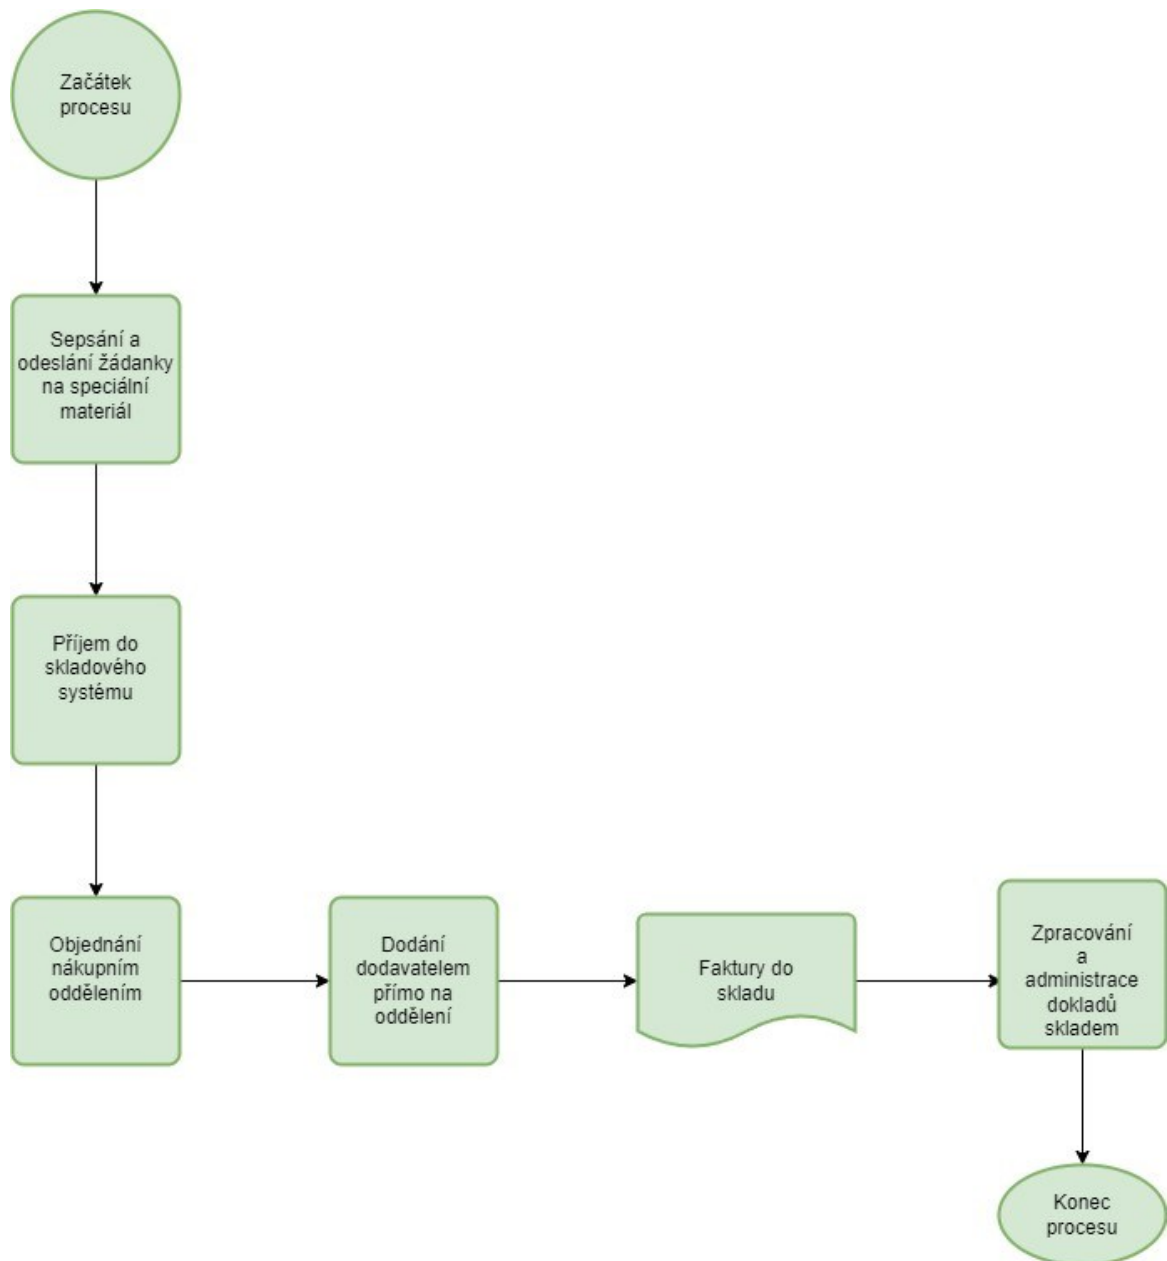 Začátek
procesu
Sepsání a
odeslání žádanky
na speciální
materiál
Příjem do
skladového
systému
Objednání
nákupním
oddělením
Dodání
dodavatelem
přímo na
oddělení
Faktury do
skladu
Zpracování
a
administrace
dokladů
skladem
Konec
procesu